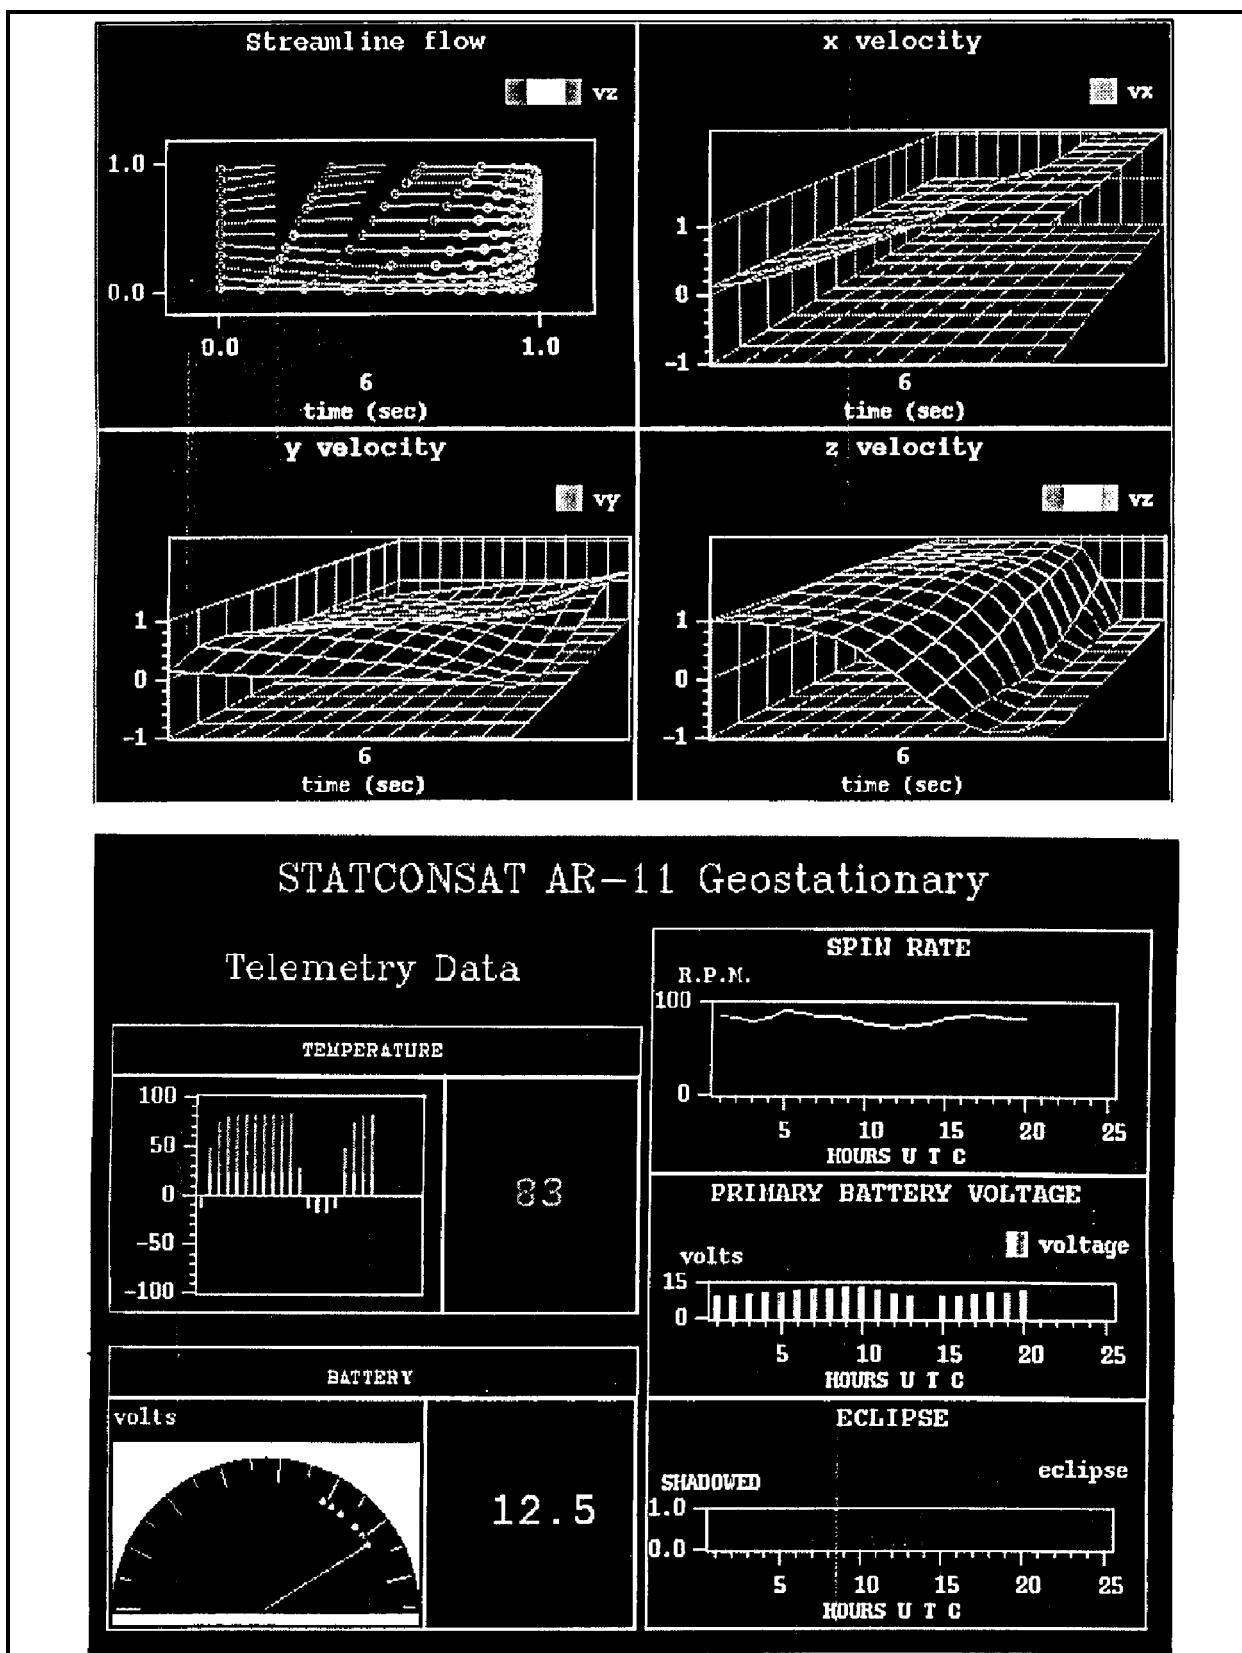 Streamline flow
vz
1.0
0.0
0.0 1.0
6
time (sec)
x velocity
vx
1
0
-1
6
time (sec)
y velocity
vy
1
0
-1
6
time (sec)
z velocity
vz
1
0
-1
6
time (sec)
STATCONSAT AR-11 Geostationary
Telemetry Data
TEMPERATURE
100
50
0
-50
-100
83
BATTERY
volts
12.5
SPIN RATE
R.P.M.
100
0
5 10 15 20 25
HOURS U T C
PRIMARY BATTERY VOLTAGE
voltage
volts
15
0
5 10 15 20 25
HOURS U T C
ECLIPSE
eclipse
SHADOWED
1.0
0.0
5 10 15 20 25
HOURS U T C